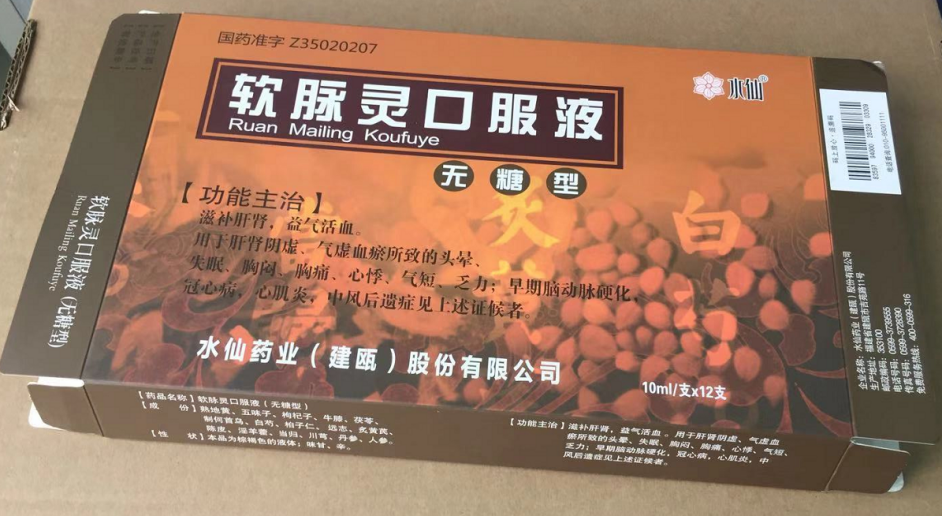 国药准字 Z35020207
水仙®
软脉灵口服液
Ruan Mailing Koufuye
无糖型
【功能主治】
滋补肝肾，益气活血。
用于肝肾阴虚、气虚血瘀所致的头晕、
失眠、胸闷、胸痛、心悸、气短、乏力；早期脑动脉硬化，
冠心病，心肌炎，中风后遗症见上述证候者。
白
水仙药业（建瓯）股份有限公司
10ml/支x12支
软脉灵口服液（无糖型）
Ruan Mailing Koufuye
企业名称：水仙药业（建瓯）股份有限公司
邮政编码：353100
【药品名称】软脉灵口服液（无糖型）
【成 份】熟地黄、五味子、枸杞子、牛膝、茯苓、
制何首乌、白芍、柏子仁、远志、炙黄芪、
陈皮、淫羊藿、当归、川芎、丹参、人参。
【性 状】本品为棕褐色的液体；味甘、辛。
【功能主治】滋补肝肾，益气活血。用于肝肾阴虚、气虚血
瘀所致的头晕、失眠、胸闷、胸痛、心悸、气短、
乏力；早期脑动脉硬化，冠心病，心肌炎，中
风后遗症见上述证候者。